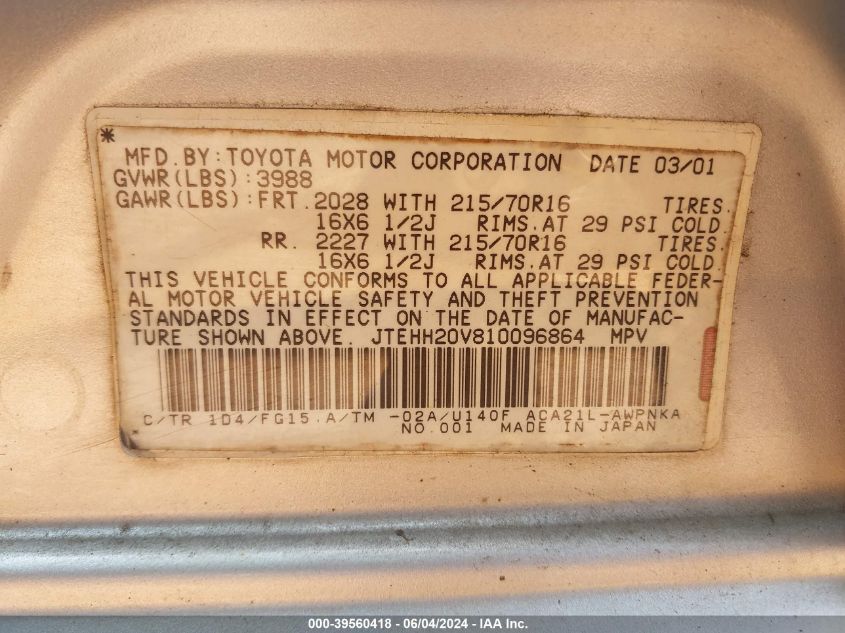 *
MFD. BY: TOYOTA MOTOR CORPORATION DATE 03/01
GVWR(LBS):3988
GAWR(LBS):FRT.2028 WITH 215/70R16 TIRES.
16X6 1/2J RIMS.AT 29 PSI COLD.
RR. 2227 WITH 215/70R16 TIRES.
16X6 1/2J RIMS.AT 29 PSI COLD.
THIS VEHICLE CONFORMS TO ALL APPLICABLE FEDER-
AL MOTOR VEHICLE SAFETY AND THEFT PREVENTION
STANDARDS IN EFFECT ON THE DATE OF MANUFAC-
TURE SHOWN ABOVE. JTEHH20V810096864 MPV
C/TR 1D4/FG15 A/TM -02A/U140F ACA21L-AWPNKA
NO.001 MADE IN JAPAN
000-39560418 - 06/04/2024 - IAA Inc.